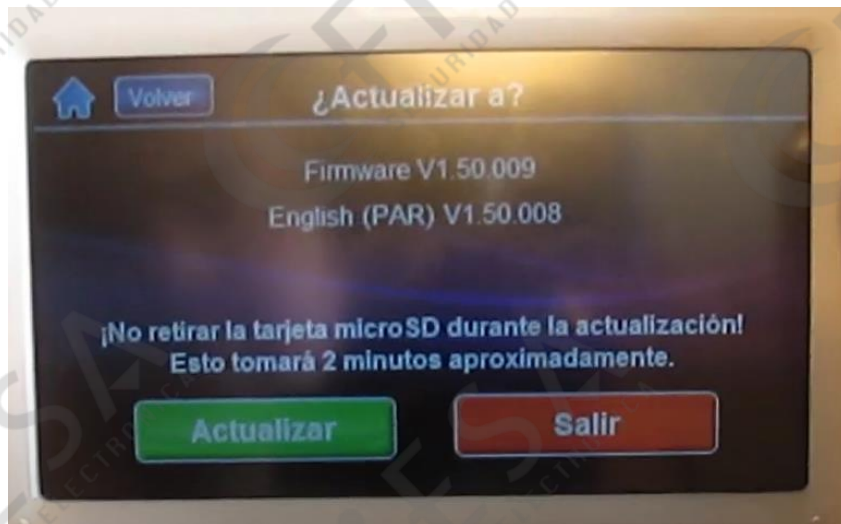 Volver
¿Actualizar a?
Firmware V1.50.009
English (PAR) V1.50.008
¡No retirar la tarjeta microSD durante la actualización!
Esto tomará 2 minutos aproximadamente.
Actualizar
Salir